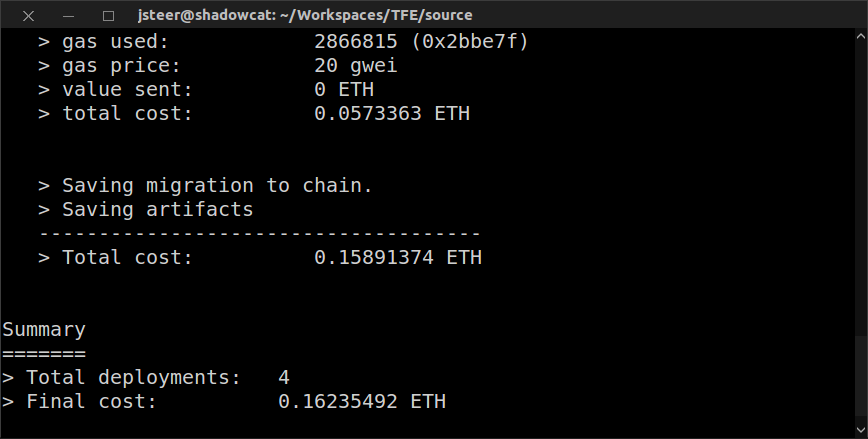 jsteer@shadowcat: ~/Workspaces/TFE/source
> gas used: 2866815 (0x2bbe7f)
> gas price: 20 gwei
> value sent: 0 ETH
> total cost: 0.0573363 ETH
> Saving migration to chain.
> Saving artifacts
-------------------------------------
> Total cost: 0.15891374 ETH
Summary
=======
> Total deployments: 4
> Final cost: 0.16235492 ETH